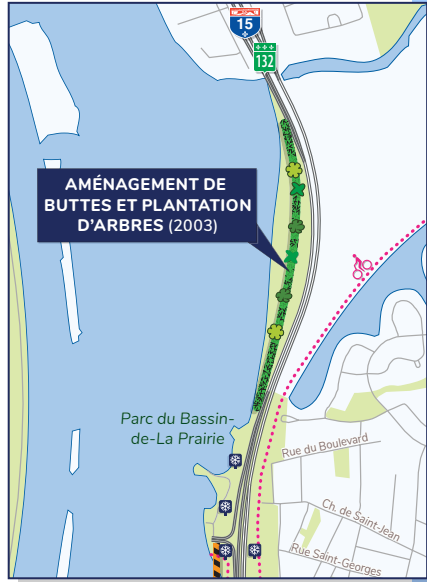 15
132
AMÉNAGEMENT DE
BUTTES ET PLANTATION
D'ARBRES (2003)
Parc du Bassin-
de-La Prairie
Rue du Boulevard
Ch. de Saint-Jean
Rue Saint-Georges